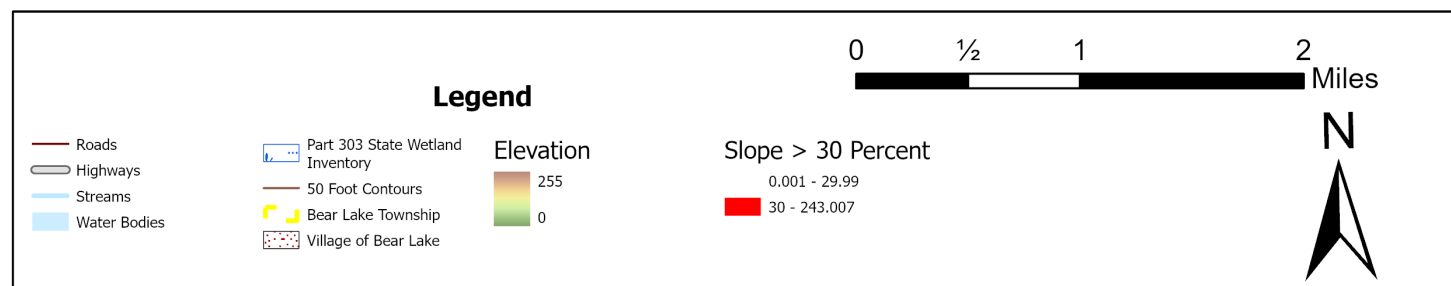 0 ½ 1 2
Miles
Legend
N
Roads
Highways
Streams
Water Bodies
Part 303 State Wetland
Inventory
50 Foot Contours
Bear Lake Township
Village of Bear Lake
Elevation
255
0
Slope > 30 Percent
0.001 - 29.99
30 - 243.007